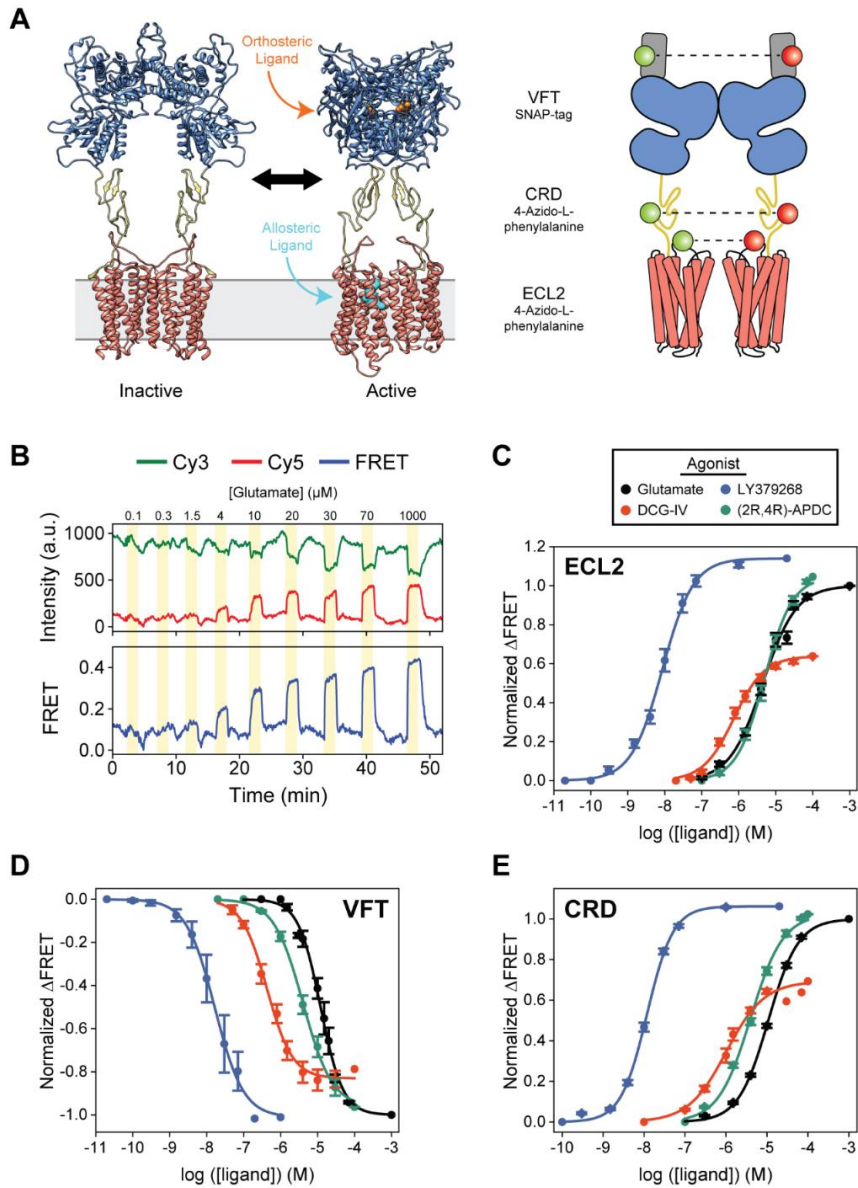 A
Orthosteric
Ligand
Allosteric
Ligand
Inactive
Active
VFT
SNAP-tag
CRD
4-Azido-L-
phenylalanine
ECL2
4-Azido-L-
phenylalanine
B
Cy3 Cy5 FRET
[Glutamate] (μM)
0.1 0.3 1.5 4 10 20 30 70 1000
Intensity (a.u.)
1000
500
0
FRET
0.4
0.2
0.0
0 10 20 30 40 50
Time (min)
C
Agonist
Glutamate LY379268
DCG-IV (2R,4R)-APDC
ECL2
Normalized ΔFRET
1.2
1.0
0.8
0.6
0.4
0.2
0.0
-11 -10 -9 -8 -7 -6 -5 -4 -3
log ([ligand]) (M)
D
VFT
Normalized ΔFRET
0.0
-0.2
-0.4
-0.6
-0.8
-1.0
-11 -10 -9 -8 -7 -6 -5 -4 -3
log ([ligand]) (M)
E
CRD
Normalized ΔFRET
1.0
0.8
0.6
0.4
0.2
0.0
-10 -9 -8 -7 -6 -5 -4 -3
log ([ligand]) (M)